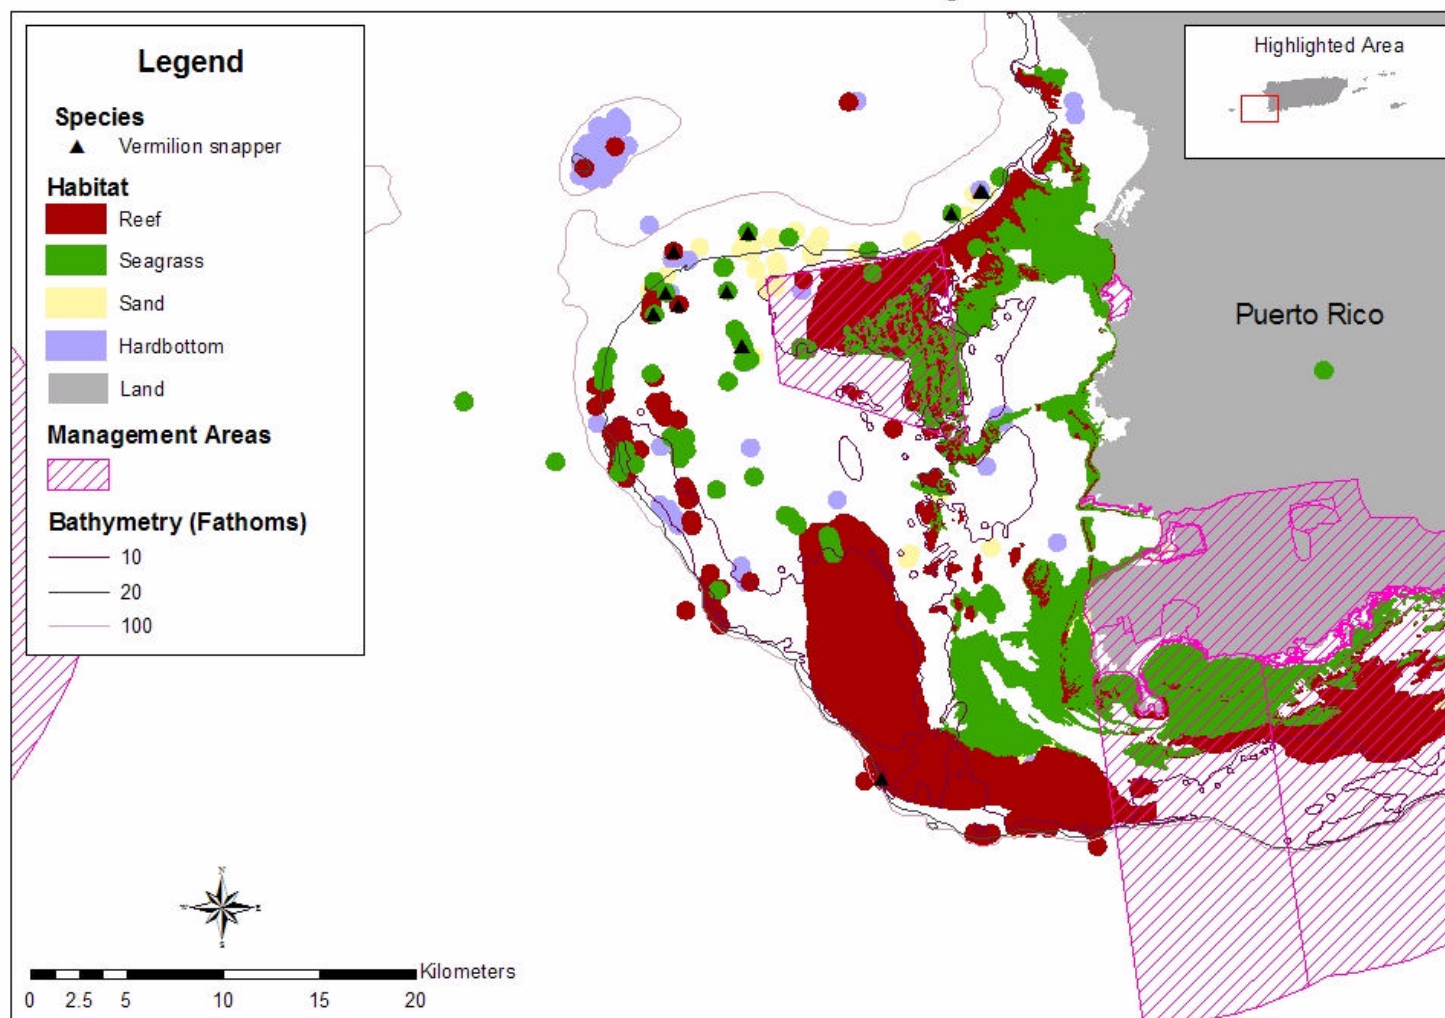 Legend
Species
Vermilion snapper
Habitat
Reef
Seagrass
Sand
Hardbottom
Land
Management Areas
Bathymetry (Fathoms)
10
20
100
Highlighted Area
Puerto Rico
N
W E
S
Kilometers
0 2.5 5 10 15 20